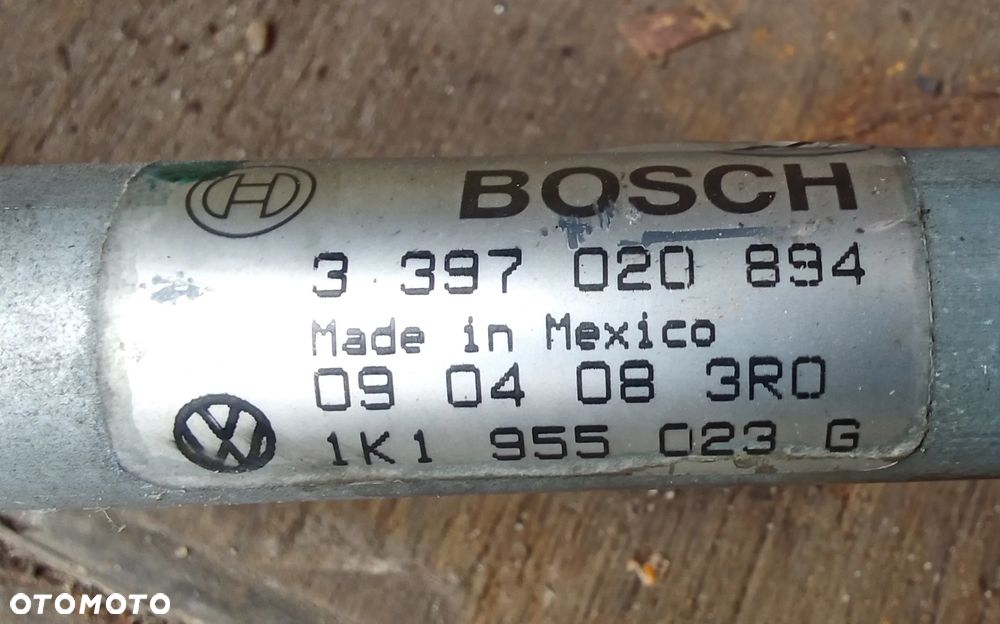 BOSCH
3 397 020 894
Made in Mexico
09 04 08 3R0
1K1 955 023 G
OTOMOTO